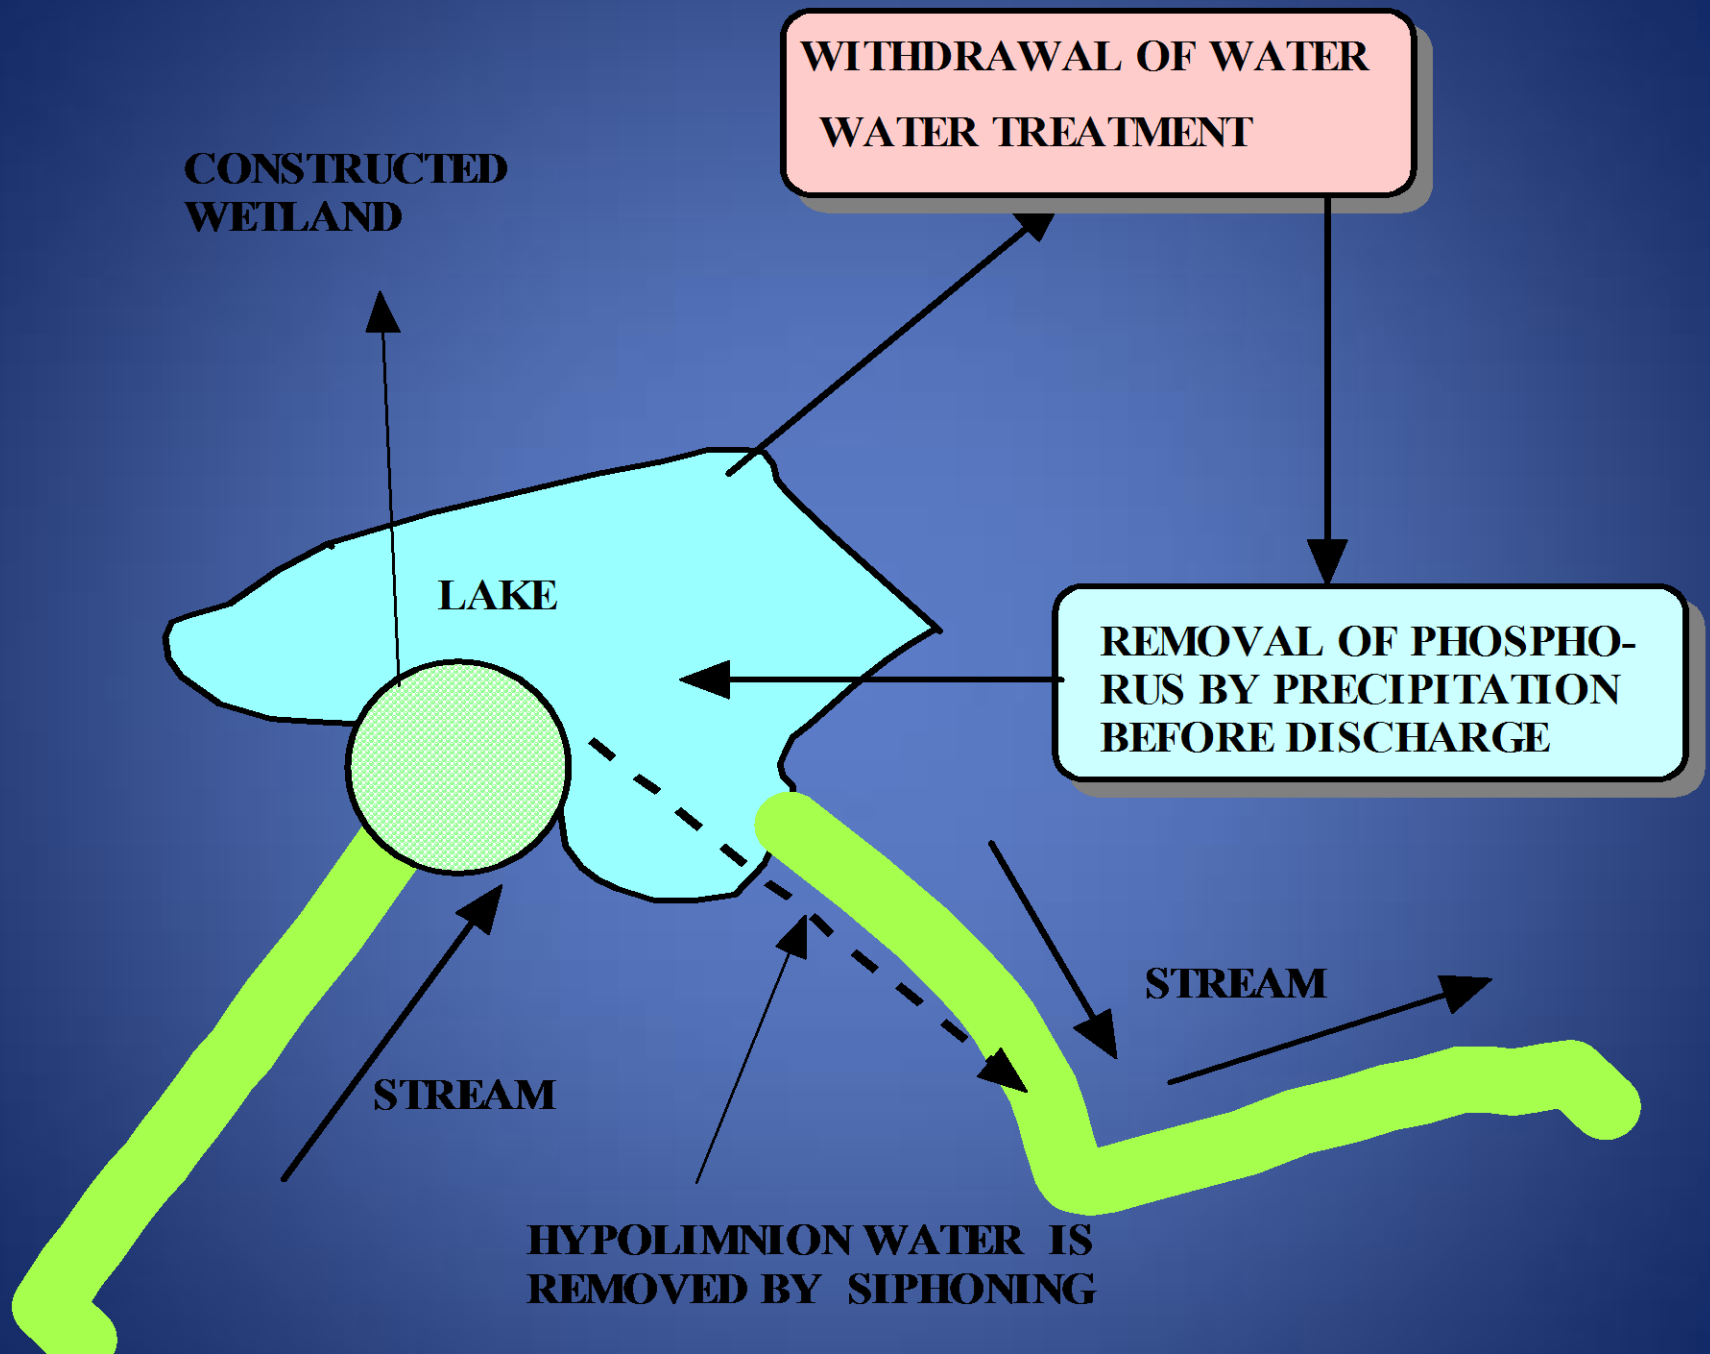 WITHDRAWAL OF WATER
WATER TREATMENT
CONSTRUCTED
WETLAND
LAKE
REMOVAL OF PHOSPHO-
RUS BY PRECIPITATION
BEFORE DISCHARGE
STREAM
STREAM
HYPOLIMNION WATER IS
REMOVED BY SIPHONING